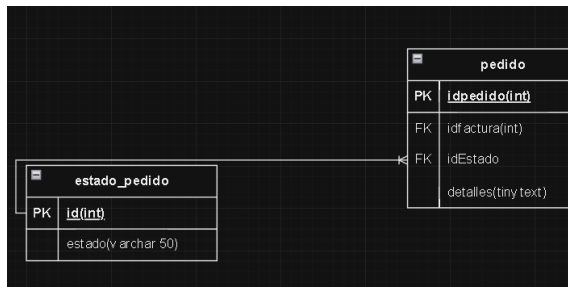 pedido
PK idpedido(int)
FK idfactura(int)
FK idEstado
detalles(tiny text)
estado_pedido
PK id(int)
estado(varchar 50)